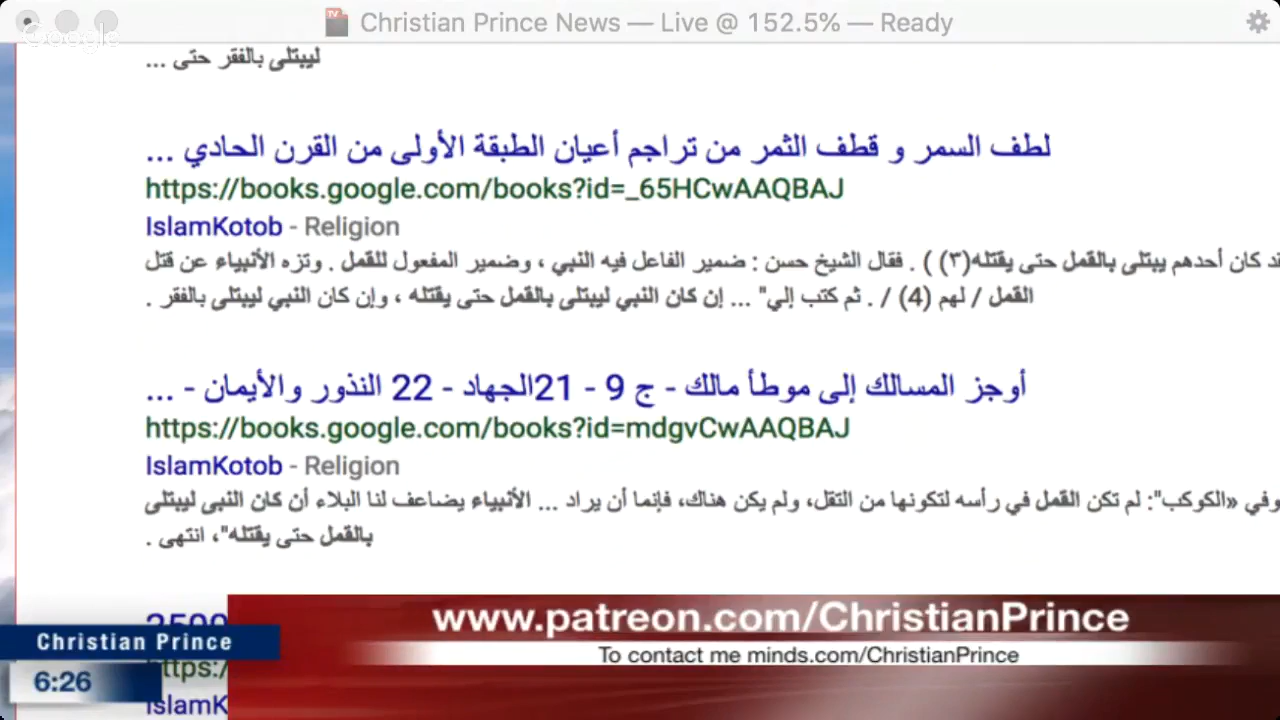 Christian Prince News — Live @ 152.5% — Ready
Google
ليبتلى بالفقر حتى ...
لطف السمر و قطف الثمر من تراجم أعيان الطبقة الأولى من القرن الحادي ...
https://books.google.com/books?id=_65HCwAAQBAJ
IslamKotob - Religion
كان أحدهم يبتلى بالقمل حتى يقتله(٣) ) . فقال الشيخ حسن : ضمير الفاعل فيه النبي ، وضمير المفعول للقمل . وتزه الأنبياء عن قتل
القمل / لهم (4) / . ثم كتب إلي" ... إن كان النبي ليبتلى بالقمل حتى يقتله ، وإن كان النبي ليبتلى بالفقر .
أوجز المسالك إلى موطأ مالك - ج 9 - 21الجهاد - 22 النذور والأيمان - ...
https://books.google.com/books?id=mdgvCwAAQBAJ
IslamKotob - Religion
وفي «الكوكب": لم تكن القمل في رأسه لتكونها من التقل، ولم يكن هناك، فإنما أن يراد ... الأنبياء يضاعف لنا البلاء أن كان النبى ليبتلى
بالقمل حتى يقتله"، انتهى .
www.patreon.com/ChristianPrince
Christian Prince
To contact me minds.com/ChristianPrince
6:26